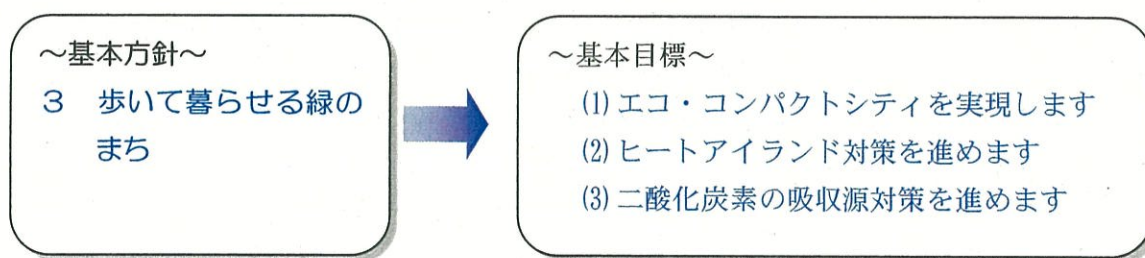 ～基本方針～
3　歩いて暮らせる緑の
まち
～基本目標～
(1) エコ・コンパクトシティを実現します
(2) ヒートアイランド対策を進めます
(3) 二酸化炭素の吸収源対策を進めます